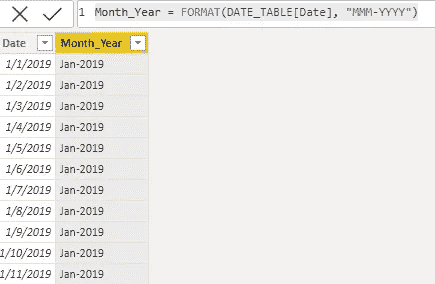 1 Month_Year = FORMAT(DATE_TABLE[Date], "MMM-YYYY")
Date Month_Year
1/1/2019 Jan-2019
1/2/2019 Jan-2019
1/3/2019 Jan-2019
1/4/2019 Jan-2019
1/5/2019 Jan-2019
1/6/2019 Jan-2019
1/7/2019 Jan-2019
1/8/2019 Jan-2019
1/9/2019 Jan-2019
1/10/2019 Jan-2019
1/11/2019 Jan-2019